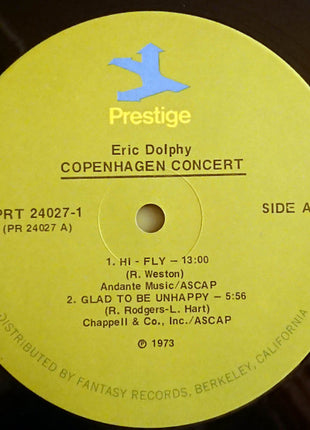 Prestige
Eric Dolphy
COPENHAGEN CONCERT
PRT 24027-1
(PR 24027 A)
SIDE A
1. HI - FLY — 13:00
(R. Weston)
Andante Music/ASCAP
2. GLAD TO BE UNHAPPY – 5:56
(R. Rodgers-L. Hart)
Chappell & Co., Inc./ASCAP
℗ 1973
DISTRIBUTED BY FANTASY RECORDS, BERKELEY, CALIFORNIA